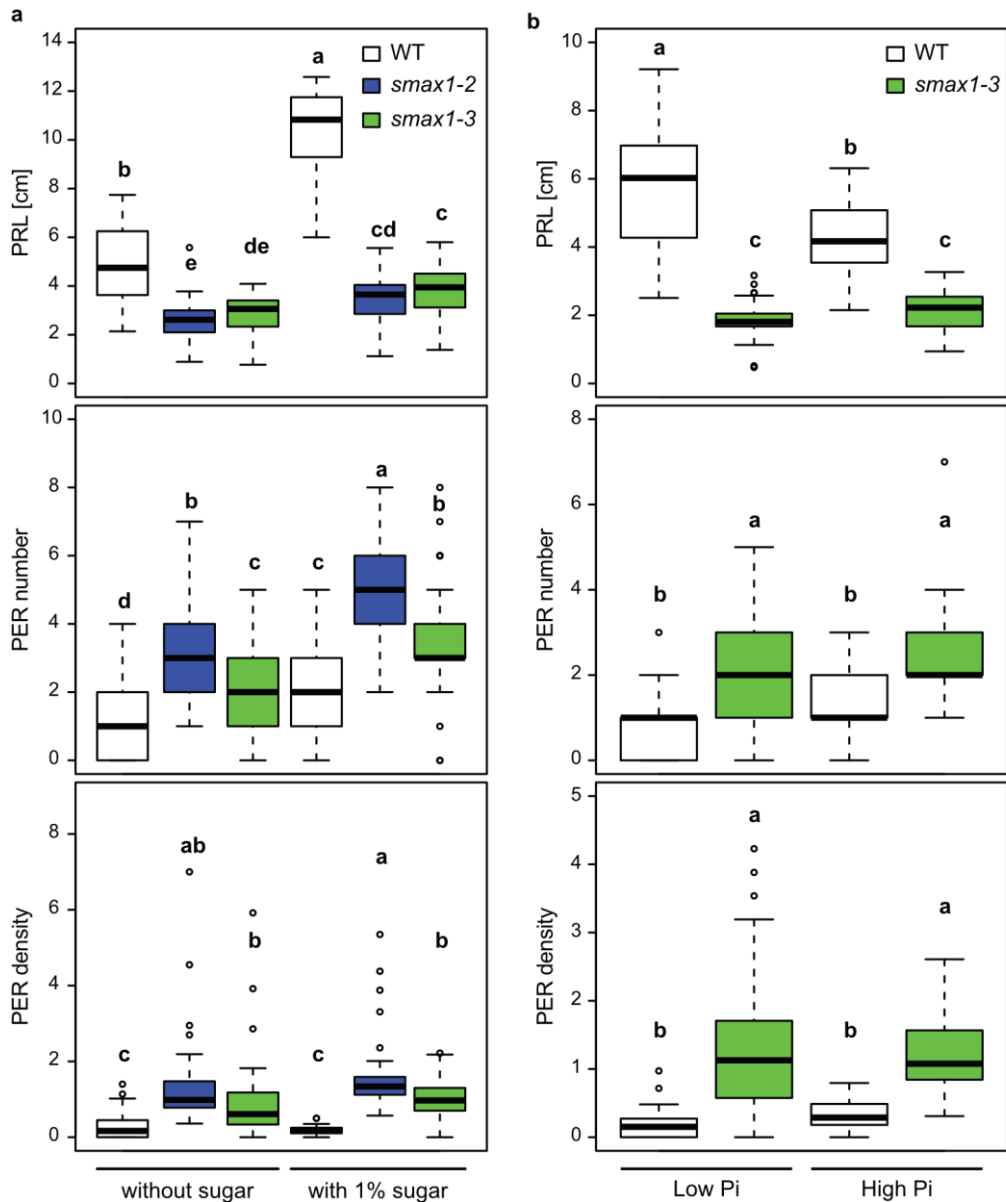 a
PRL [cm]
14
12
10
8
6
4
2
0
WT
smax1-2
smax1-3
b
e
de
a
cd
c
PER number
10
8
6
4
2
0
d
b
c
c
a
b
PER density
8
6
4
2
0
c
ab
b
c
a
b
without sugar
with 1% sugar
b
PRL [cm]
10
8
6
4
2
0
WT
smax1-3
a
c
b
c
PER number
8
6
4
2
0
b
a
b
a
PER density
5
4
3
2
1
0
b
a
b
a
Low Pi
High Pi